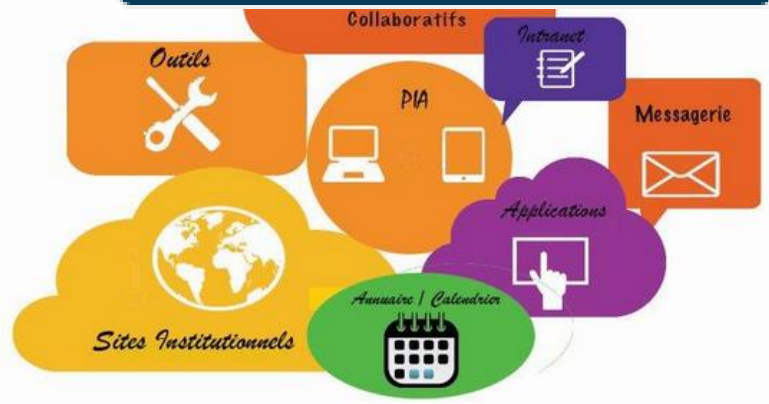 Collaboratifs
Outils
Intranet
PIA
Messagerie
Applications
Annuaire / Calendrier
Sites Institutionnels